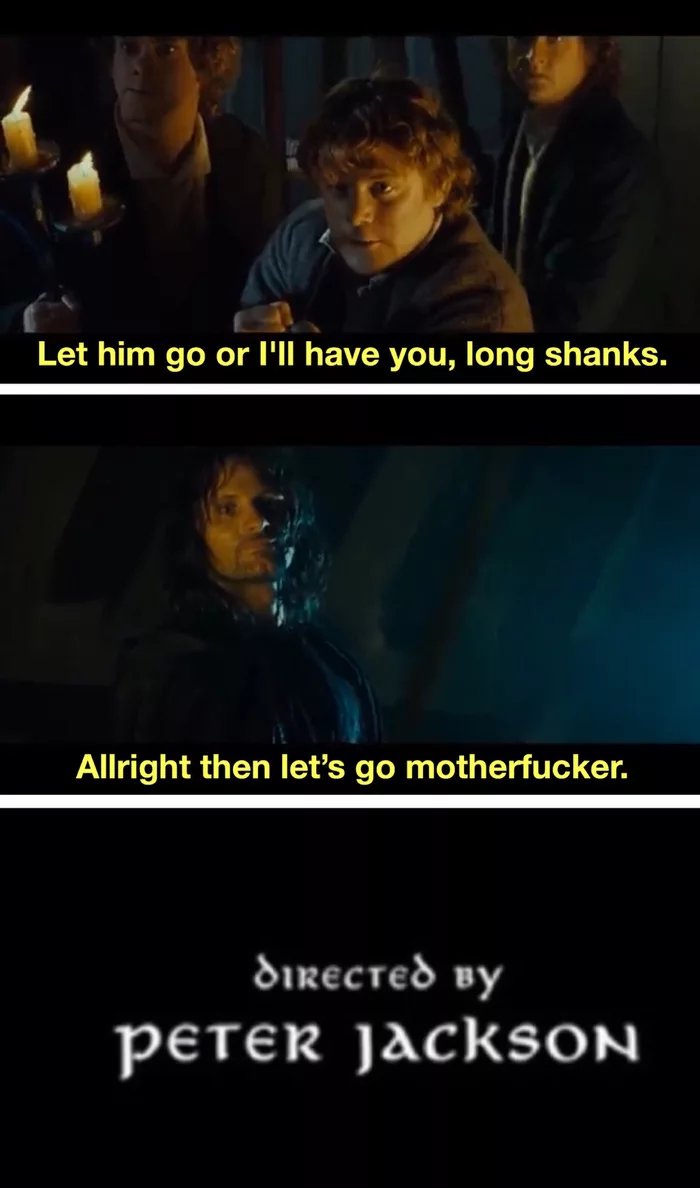 Let him go or I'll have you, long shanks.
Allright then let’s go motherfucker.
DIRECTED BY
PETER JACKSON